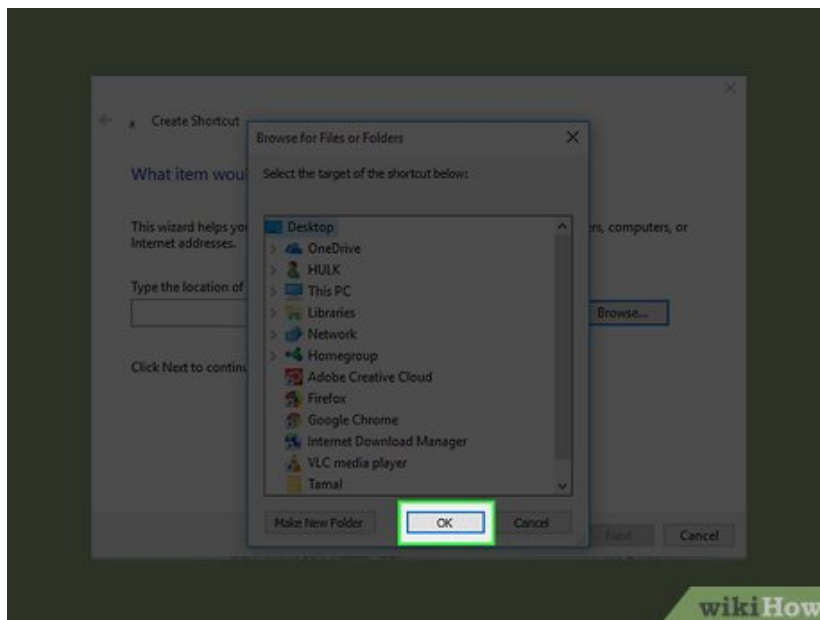 Create Shortcut
Browse for Files or Folders
What item woul
Select the target of the shortcut below:
This wizard helps yo
Desktop
ers, computers, or
Internet addresses.
OneDrive
HULK
Type the location of
This PC
Libraries
Browse...
Network
Homegroup
Click Next to continu
Adobe Creative Cloud
Firefox
Google Chrome
Internet Download Manager
VLC media player
Tamal
Make New Folder
OK
Cancel
Next
Cancel
wikiHow